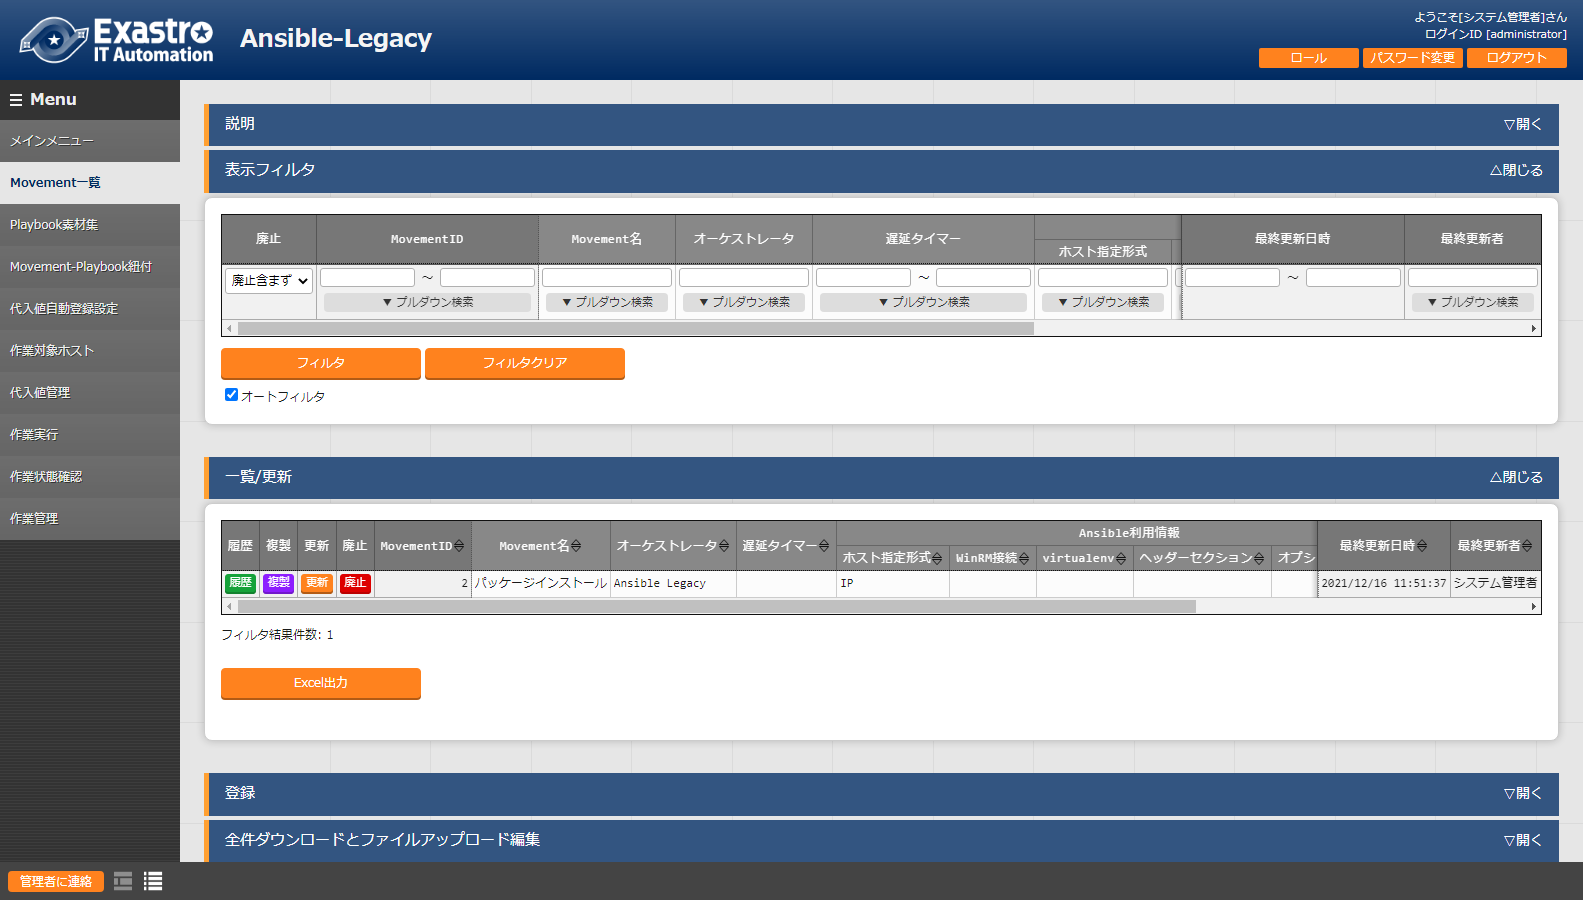 Exastro
IT Automation
Ansible-Legacy
ようこそ[システム管理者]さん
ログインID [administrator]
ロール
パスワード変更
ログアウト
Menu
メインメニュー
Movement一覧
Playbook素材集
Movement-Playbook紐付
代入値自動登録設定
作業対象ホスト
代入値管理
作業実行
作業状態確認
作業管理
説明
▽開く
表示フィルタ
△閉じる
廃止
MovementID
Movement名
オーケストレータ
遅延タイマー
ホスト指定形式
最終更新日時
最終更新者
廃止含まず
～
～
～
▼ プルダウン検索
▼ プルダウン検索
▼ プルダウン検索
▼ プルダウン検索
▼ プルダウン検索
▼ プルダウン検索
フィルタ
フィルタクリア
オートフィルタ
一覧/更新
△閉じる
履歴
複製
更新
廃止
MovementID
Movement名
オーケストレータ
遅延タイマー
Ansible利用情報
ホスト指定形式
WinRM接続
virtualenv
ヘッダーセクション
オプシ
最終更新日時
最終更新者
履歴
複製
更新
廃止
2
パッケージインストール
Ansible Legacy
IP
2021/12/16 11:51:37
システム管理者
フィルタ結果件数: 1
Excel出力
登録
▽開く
全件ダウンロードとファイルアップロード編集
▽開く
管理者に連絡